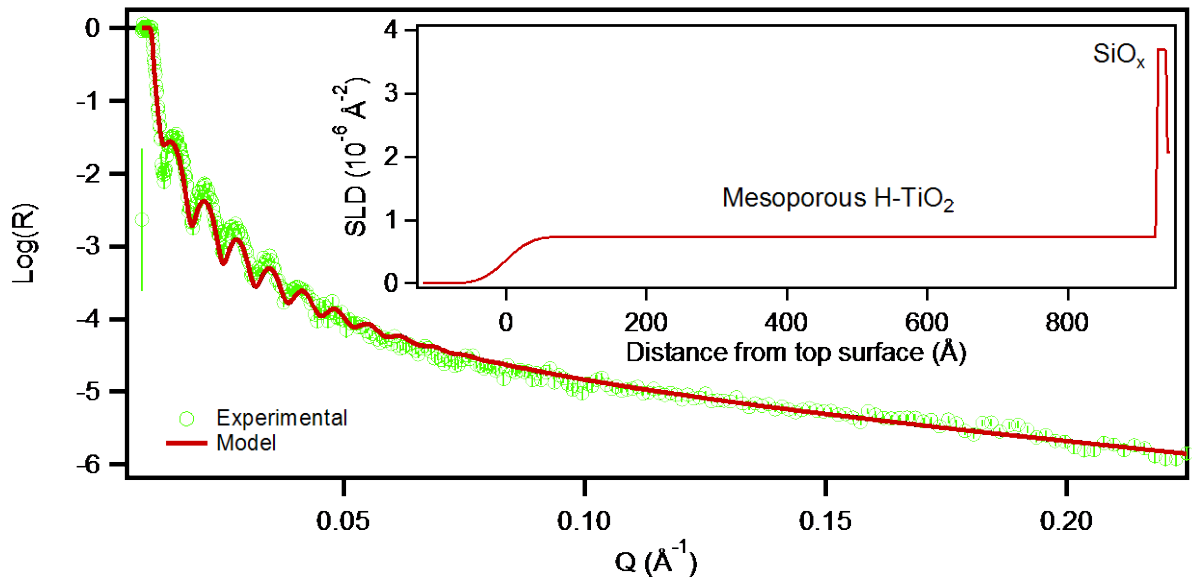 0
-1
-2
-3
-4
-5
-6
Log(R)
4
3
2
1
0
SLD (10⁻⁶ Å⁻²)
SiOₓ
Mesoporous H-TiO₂
0 200 400 600 800
Distance from top surface (Å)
Experimental
Model
0.05 0.10 0.15 0.20
Q (Å⁻¹)